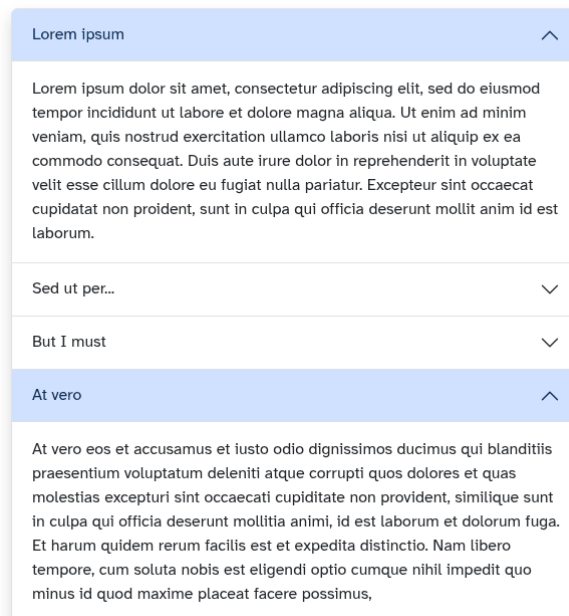 Lorem ipsum
Lorem ipsum dolor sit amet, consectetur adipiscing elit, sed do eiusmod
tempor incididunt ut labore et dolore magna aliqua. Ut enim ad minim
veniam, quis nostrud exercitation ullamco laboris nisi ut aliquip ex ea
commodo consequat. Duis aute irure dolor in reprehenderit in voluptate
velit esse cillum dolore eu fugiat nulla pariatur. Excepteur sint occaecat
cupidatat non proident, sunt in culpa qui officia deserunt mollit anim id est
laborum.
Sed ut per...
But I must
At vero
At vero eos et accusamus et iusto odio dignissimos ducimus qui blanditiis
praesentium voluptatum deleniti atque corrupti quos dolores et quas
molestias excepturi sint occaecati cupiditate non provident, similique sunt
in culpa qui officia deserunt mollitia animi, id est laborum et dolorum fuga.
Et harum quidem rerum facilis est et expedita distinctio. Nam libero
tempore, cum soluta nobis est eligendi optio cumque nihil impedit quo
minus id quod maxime placeat facere possimus,